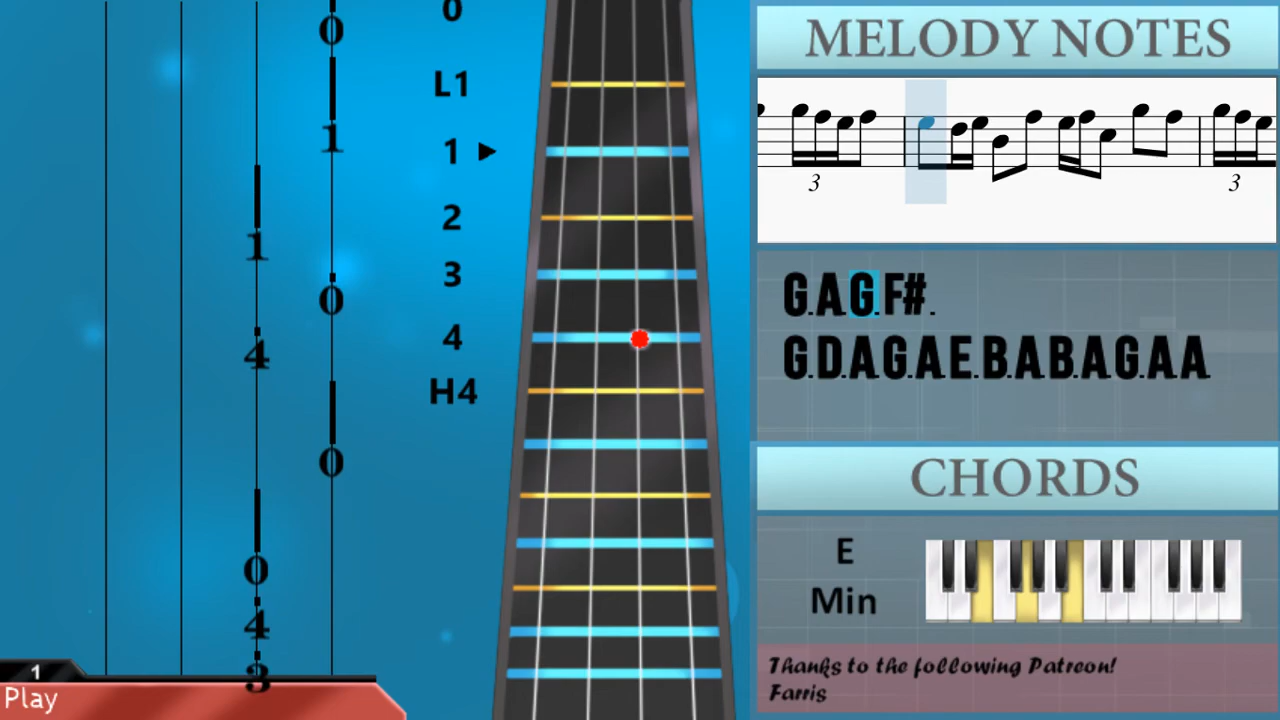 0
1
1
0
4
0
0
4
3
1
Play
0
L1
1
2
3
4
H4
MELODY NOTES
3
3
G.A.G.F#.
G.D.A.G.A.E.B.A.B.A.G.A.A.
CHORDS
E
Min
Thanks to the following Patreon!
Farris